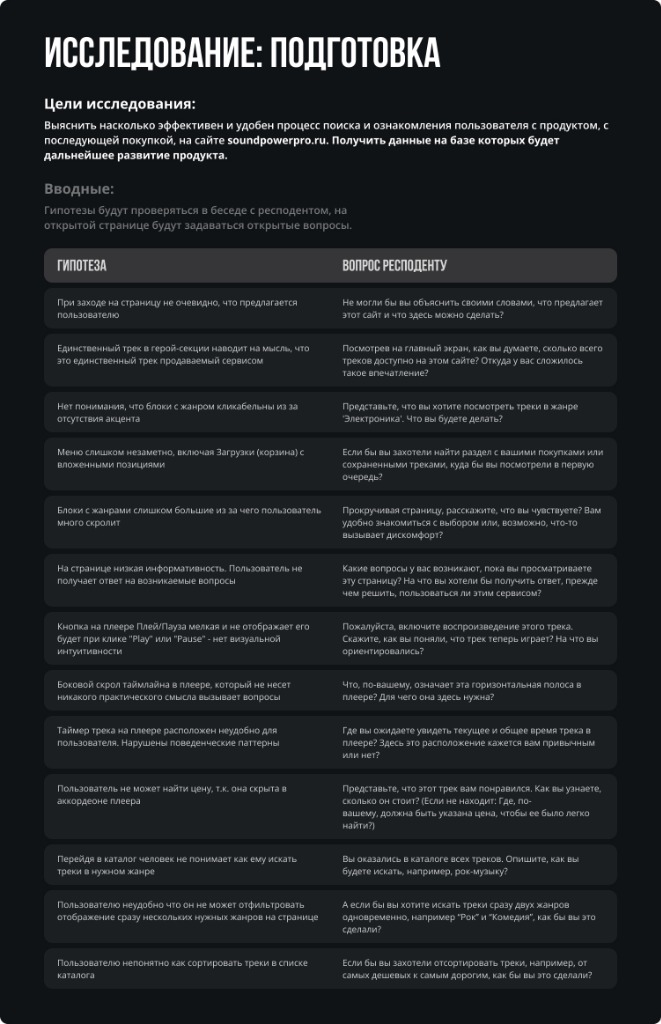 ИССЛЕДОВАНИЕ: ПОДГОТОВКА
Цели исследования:
Выяснить насколько эффективен и удобен процесс поиска и ознакомления пользователя с продуктом, с
последующей покупкой, на сайте soundpowerpro.ru. Получить данные на базе которых будет
дальнейшее развитие продукта.
Вводные:
Гипотезы будут проверяться в беседе с респодентом, на
открытой странице будут задаваться открытые вопросы.
ГИПОТЕЗА
ВОПРОС РЕСПОДЕНТУ
При заходе на страницу не очевидно, что предлагается
пользователю
Не могли бы вы объяснить своими словами, что предлагает
этот сайт и что здесь можно сделать?
Единственный трек в герой-секции наводит на мысль, что
это единственный трек продаваемый сервисом
Посмотрев на главный экран, как вы думаете, сколько всего
треков доступно на этом сайте? Откуда у вас сложилось
такое впечатление?
Нет понимания, что блоки с жанром кликабельны из за
отсутствия акцента
Представьте, что вы хотите посмотреть треки в жанре
'Электроника'. Что вы будете делать?
Меню слишком незаметно, включая Загрузки (корзина) с
вложенными позициями
Если бы вы захотели найти раздел с вашими покупками или
сохраненными треками, куда бы вы посмотрели в первую
очередь?
Блоки с жанрами слишком большие из за чего пользователь
много скролит
Прокручивая страницу, расскажите, что вы чувствуете? Вам
удобно знакомиться с выбором или, возможно, что-то
вызывает дискомфорт?
На странице низкая информативность. Пользователь не
получает ответ на возникаемые вопросы
Какие вопросы у вас возникают, пока вы просматриваете
эту страницу? На что вы хотели бы получить ответ, прежде
чем решить, пользоваться ли этим сервисом?
Кнопка на плеере Плей/Пауза мелкая и не отображает его
будет при клике "Play" или "Pause" - нет визуальной
интуитивности
Пожалуйста, включите воспроизведение этого трека.
Скажите, как вы поняли, что трек теперь играет? На что вы
ориентировались?
Боковой скрол таймлайна в плеере, который не несет
никакого практического смысла вызывает вопросы
Что, по-вашему, означает эта горизонтальная полоса в
плеере? Для чего она здесь нужна?
Таймер трека на плеере расположен неудобно для
пользователя. Нарушены поведенческие паттерны
Где вы ожидаете увидеть текущее и общее время трека в
плеере? Здесь это расположение кажется вам привычным
или нет?
Пользователь не может найти цену, т.к. она скрыта в
аккордеоне плеера
Представьте, что этот трек вам понравился. Как вы узнаете,
сколько он стоит? (Если не находит: Где, по-
вашему, должна быть указана цена, чтобы ее было легко
найти?)
Перейдя в каталог человек не понимает как ему искать
треки в нужном жанре
Вы оказались в каталоге всех треков. Опишите, как вы
будете искать, например, рок-музыку?
Пользователю неудобно что он не может отфильтровать
отображение сразу нескольких нужных жанров на странице
А если бы вы хотите искать треки сразу двух жанров
одновременно, например "Рок" и "Комедия", как бы вы это
сделали?
Пользователю непонятно как сортировать треки в списке
каталога
Если бы вы захотели отсортировать треки, например, от
самых дешевых к самым дорогим, как бы вы это сделали?